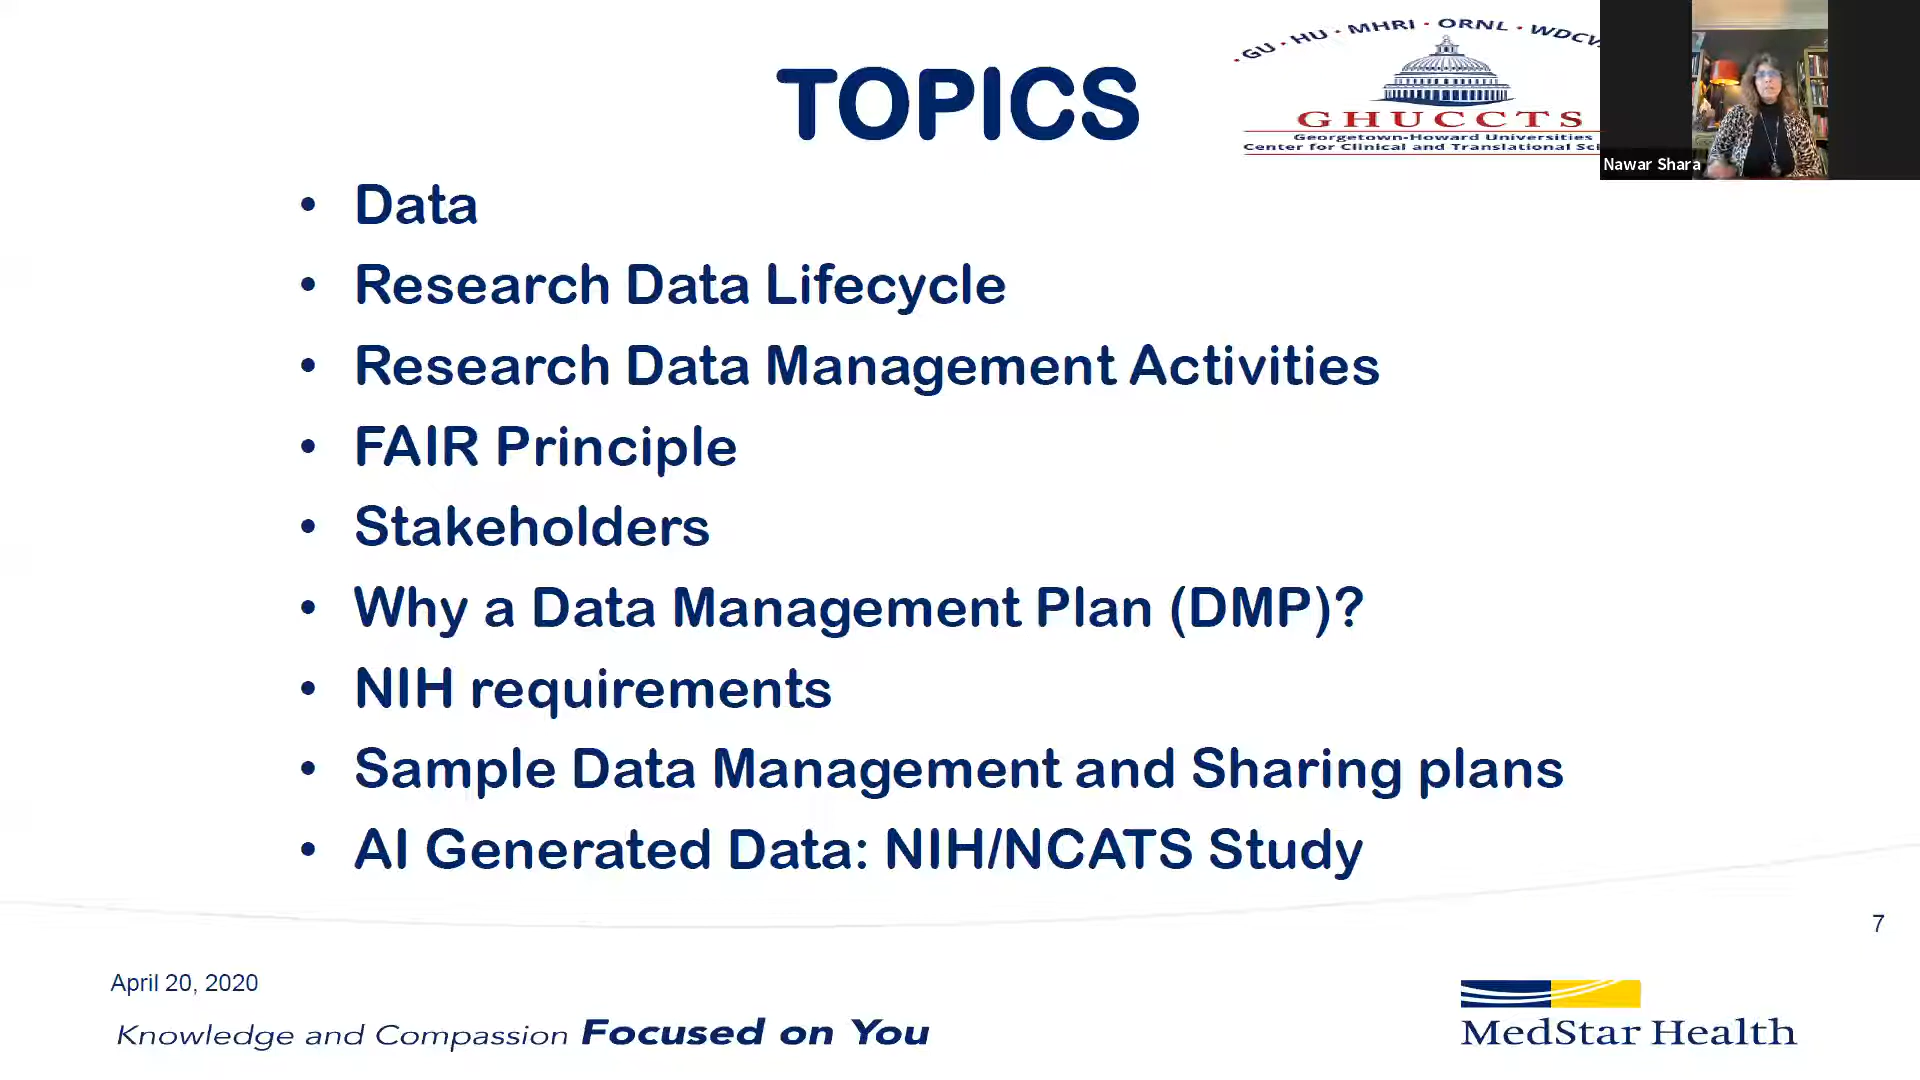 TOPICS
GU · HU · MHRI · ORNL · WDCV
GHUCCTS
Georgetown-Howard Universities
Center for Clinical and Translational
Nawar Shara
• Data
• Research Data Lifecycle
• Research Data Management Activities
• FAIR Principle
• Stakeholders
• Why a Data Management Plan (DMP)?
• NIH requirements
• Sample Data Management and Sharing plans
• AI Generated Data: NIH/NCATS Study
7
April 20, 2020
Knowledge and Compassion Focused on You
MedStar Health